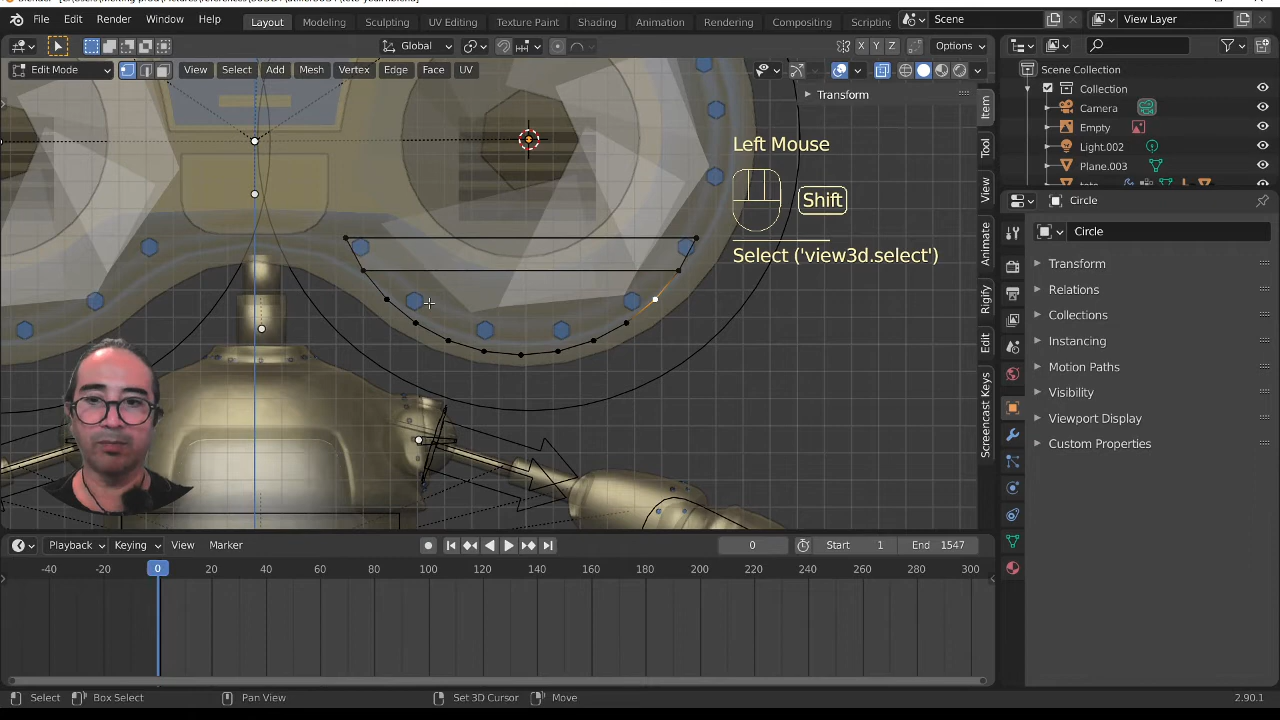 File Edit Render Window Help
Layout Modeling Sculpting UV Editing Texture Paint Shading Animation Rendering Compositing Scripting
Scene
View Layer
Global
X Y Z
Options
Edit Mode
View Select Add Mesh Vertex Edge Face UV
Transform
Item
Tool
View
Animate
Rigify
Edit
Screencast Keys
Left Mouse
Shift
Select ('view3d.select')
Scene Collection
Collection
Camera
Empty
Light.002
Plane.003
Circle
Circle
Transform
Relations
Collections
Instancing
Motion Paths
Visibility
Viewport Display
Custom Properties
Playback Keying View Marker
0
Start 1
End 1547
-40 -20 0 20 40 60 80 100 120 140 160 180 200 220 240 260 280 300
Select Box Select Pan View Set 3D Cursor Move
2.90.1